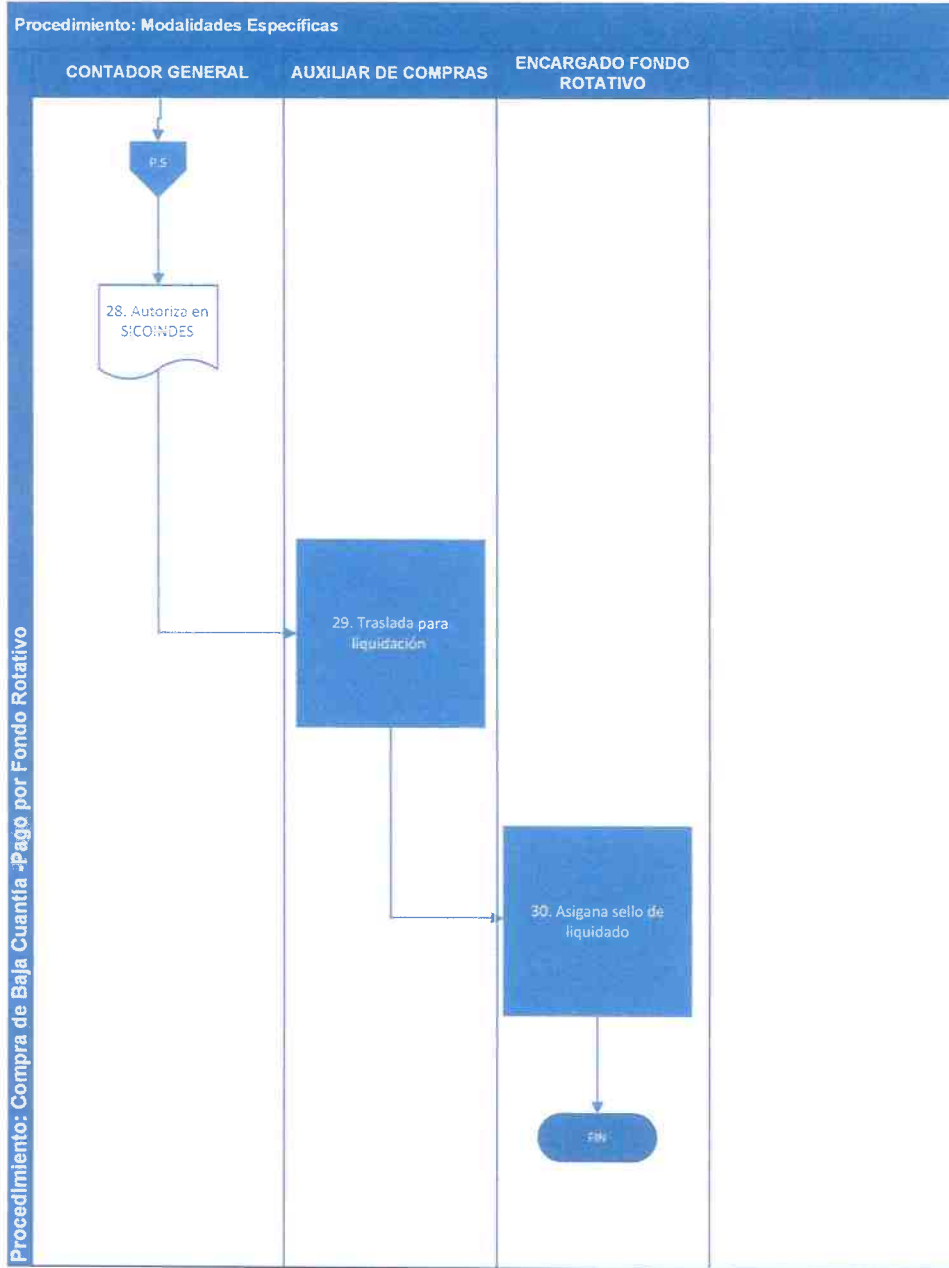 Procedimiento: Modalidades Específicas
CONTADOR GENERAL
AUXILIAR DE COMPRAS
ENCARGADO FONDO
ROTATIVO
Procedimiento: Compra de Baja Cuantía -Pago por Fondo Rotativo
P.5
28. Autoriza en
SICOINDES
29. Traslada para
liquidación
30. Asigana sello de
liquidado
FIN